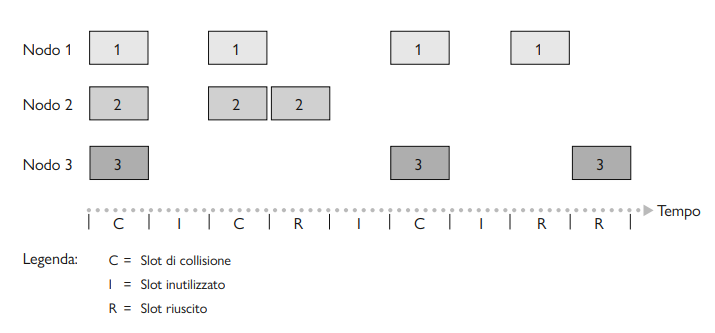 Nodo 1 1 1 1 1
Nodo 2 2 2 2
Nodo 3 3 3 3
Tempo
C I C R I C I R R
Legenda: C = Slot di collisione
I = Slot inutilizzato
R = Slot riuscito